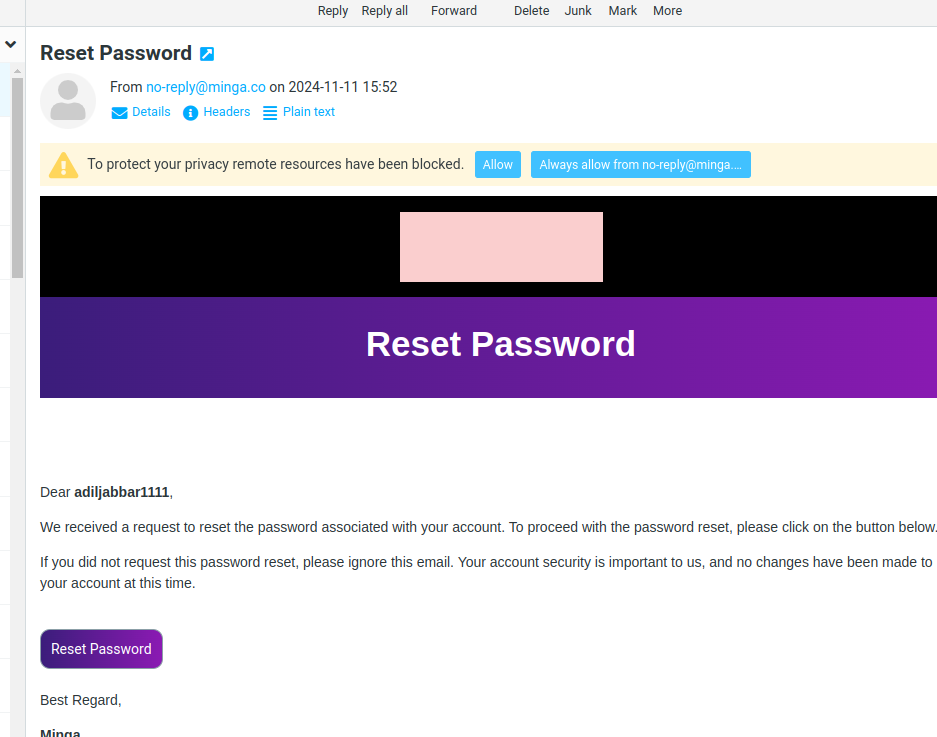 Reply Reply all Forward Delete Junk Mark More
Reset Password
From no-reply@minga.co on 2024-11-11 15:52
Details Headers Plain text
To protect your privacy remote resources have been blocked. Allow Always allow from no-reply@minga....
Reset Password
Dear adiljabbar1111,
We received a request to reset the password associated with your account. To proceed with the password reset, please click on the button below.
If you did not request this password reset, please ignore this email. Your account security is important to us, and no changes have been made to
your account at this time.
Reset Password
Best Regard,
Minga